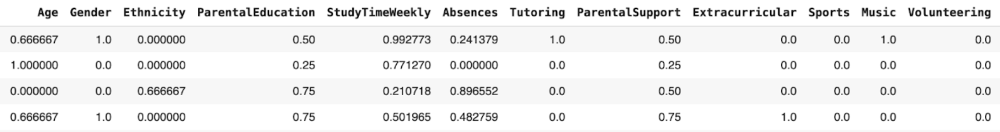 Age Gender Ethnicity ParentalEducation StudyTimeWeekly Absences Tutoring ParentalSupport Extracurricular Sports Music Volunteering
0.666667 1.0 0.000000 0.50 0.992773 0.241379 1.0 0.50 0.0 0.0 1.0 0.0
1.000000 0.0 0.000000 0.25 0.771270 0.000000 0.0 0.25 0.0 0.0 0.0 0.0
0.000000 0.0 0.666667 0.75 0.210718 0.896552 0.0 0.50 0.0 0.0 0.0 0.0
0.666667 1.0 0.000000 0.75 0.501965 0.482759 0.0 0.75 1.0 0.0 0.0 0.0